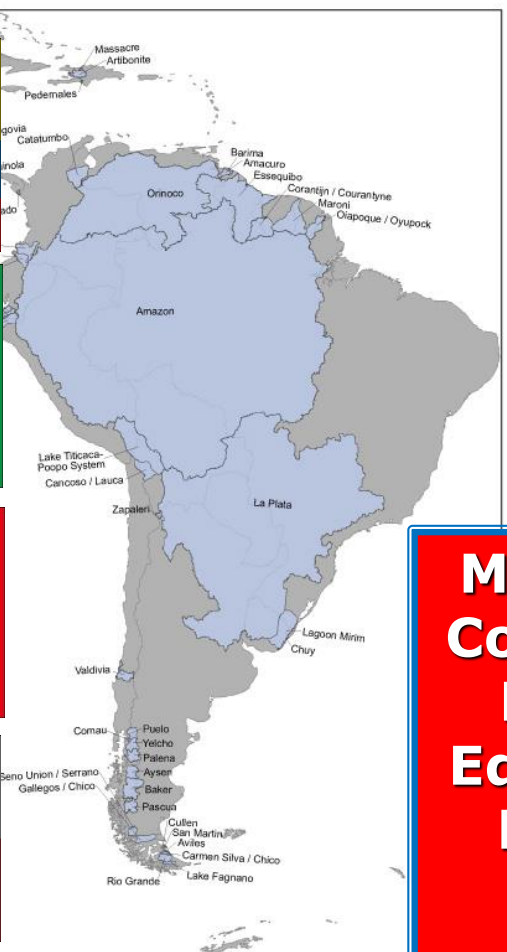 Massacre
Artibonite
Pedernales
Catatumbo
Barima
Amacuro
Essequibo
Corantijn / Courantyne
Maroni
Oiapoque / Oyupock
Orinoco
Amazon
Lake Titicaca-
Poopo System
Cancoso / Lauca
Zapaleri
La Plata
Lagoon Mirim
Chuy
Valdivia
Comau
Puelo
Yelcho
Palena
Seno Union / Serrano
Aysen
Gallegos / Chico
Baker
Pascua
Cullen
San Martin
Aviles
Carmen Silva / Chico
Rio Grande
Lake Fagnano